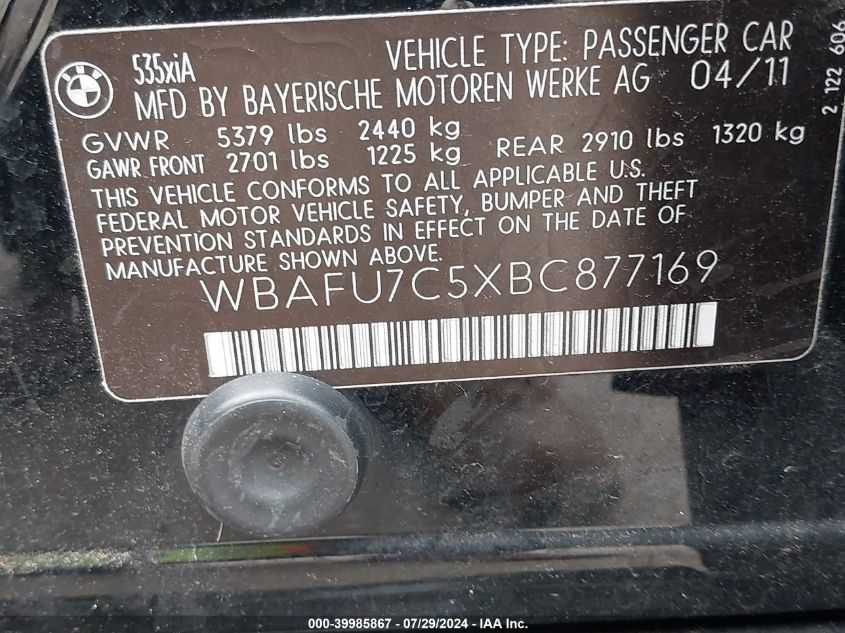 BMW
535xiA VEHICLE TYPE: PASSENGER CAR
MFD BY BAYERISCHE MOTOREN WERKE AG 04/11
GVWR 5379 lbs 2440 kg
GAWR FRONT 2701 lbs 1225 kg REAR 2910 lbs 1320 kg
THIS VEHICLE CONFORMS TO ALL APPLICABLE U.S.
FEDERAL MOTOR VEHICLE SAFETY, BUMPER AND THEFT
PREVENTION STANDARDS IN EFFECT ON THE DATE OF
MANUFACTURE SHOWN ABOVE.
WBAFU7C5XBC877169
2 122 606
000-39985867 - 07/29/2024 - IAA Inc.